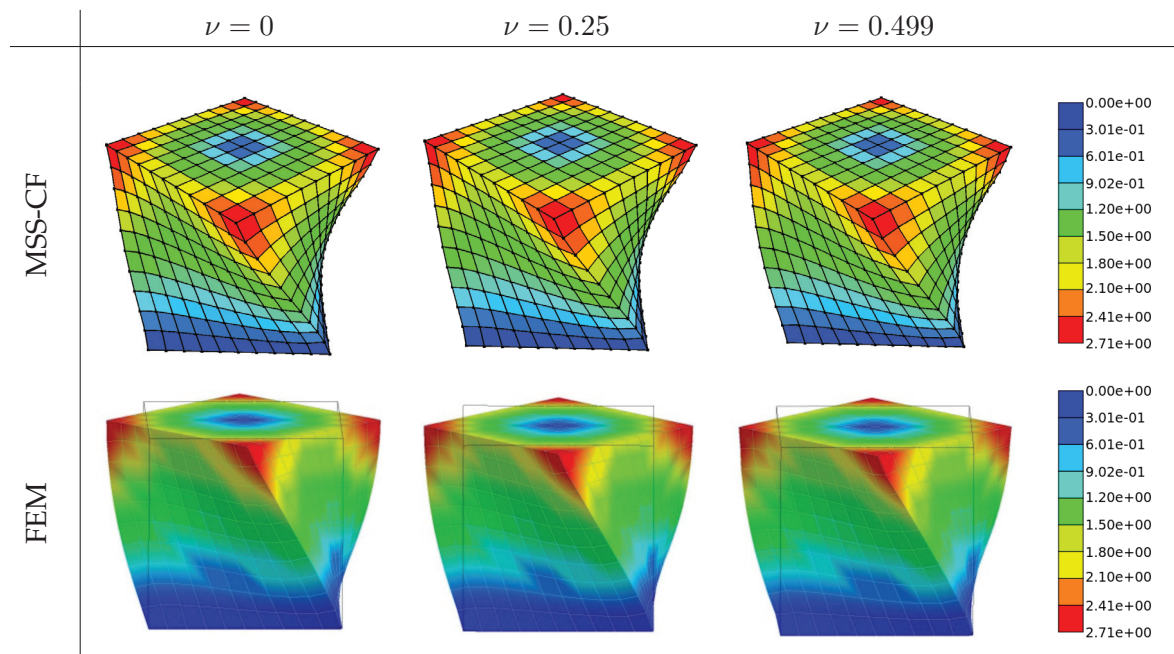 ν = 0
ν = 0.25
ν = 0.499
MSS-CF
0.00e+00
3.01e-01
6.01e-01
9.02e-01
1.20e+00
1.50e+00
1.80e+00
2.10e+00
2.41e+00
2.71e+00
FEM
0.00e+00
3.01e-01
6.01e-01
9.02e-01
1.20e+00
1.50e+00
1.80e+00
2.10e+00
2.41e+00
2.71e+00